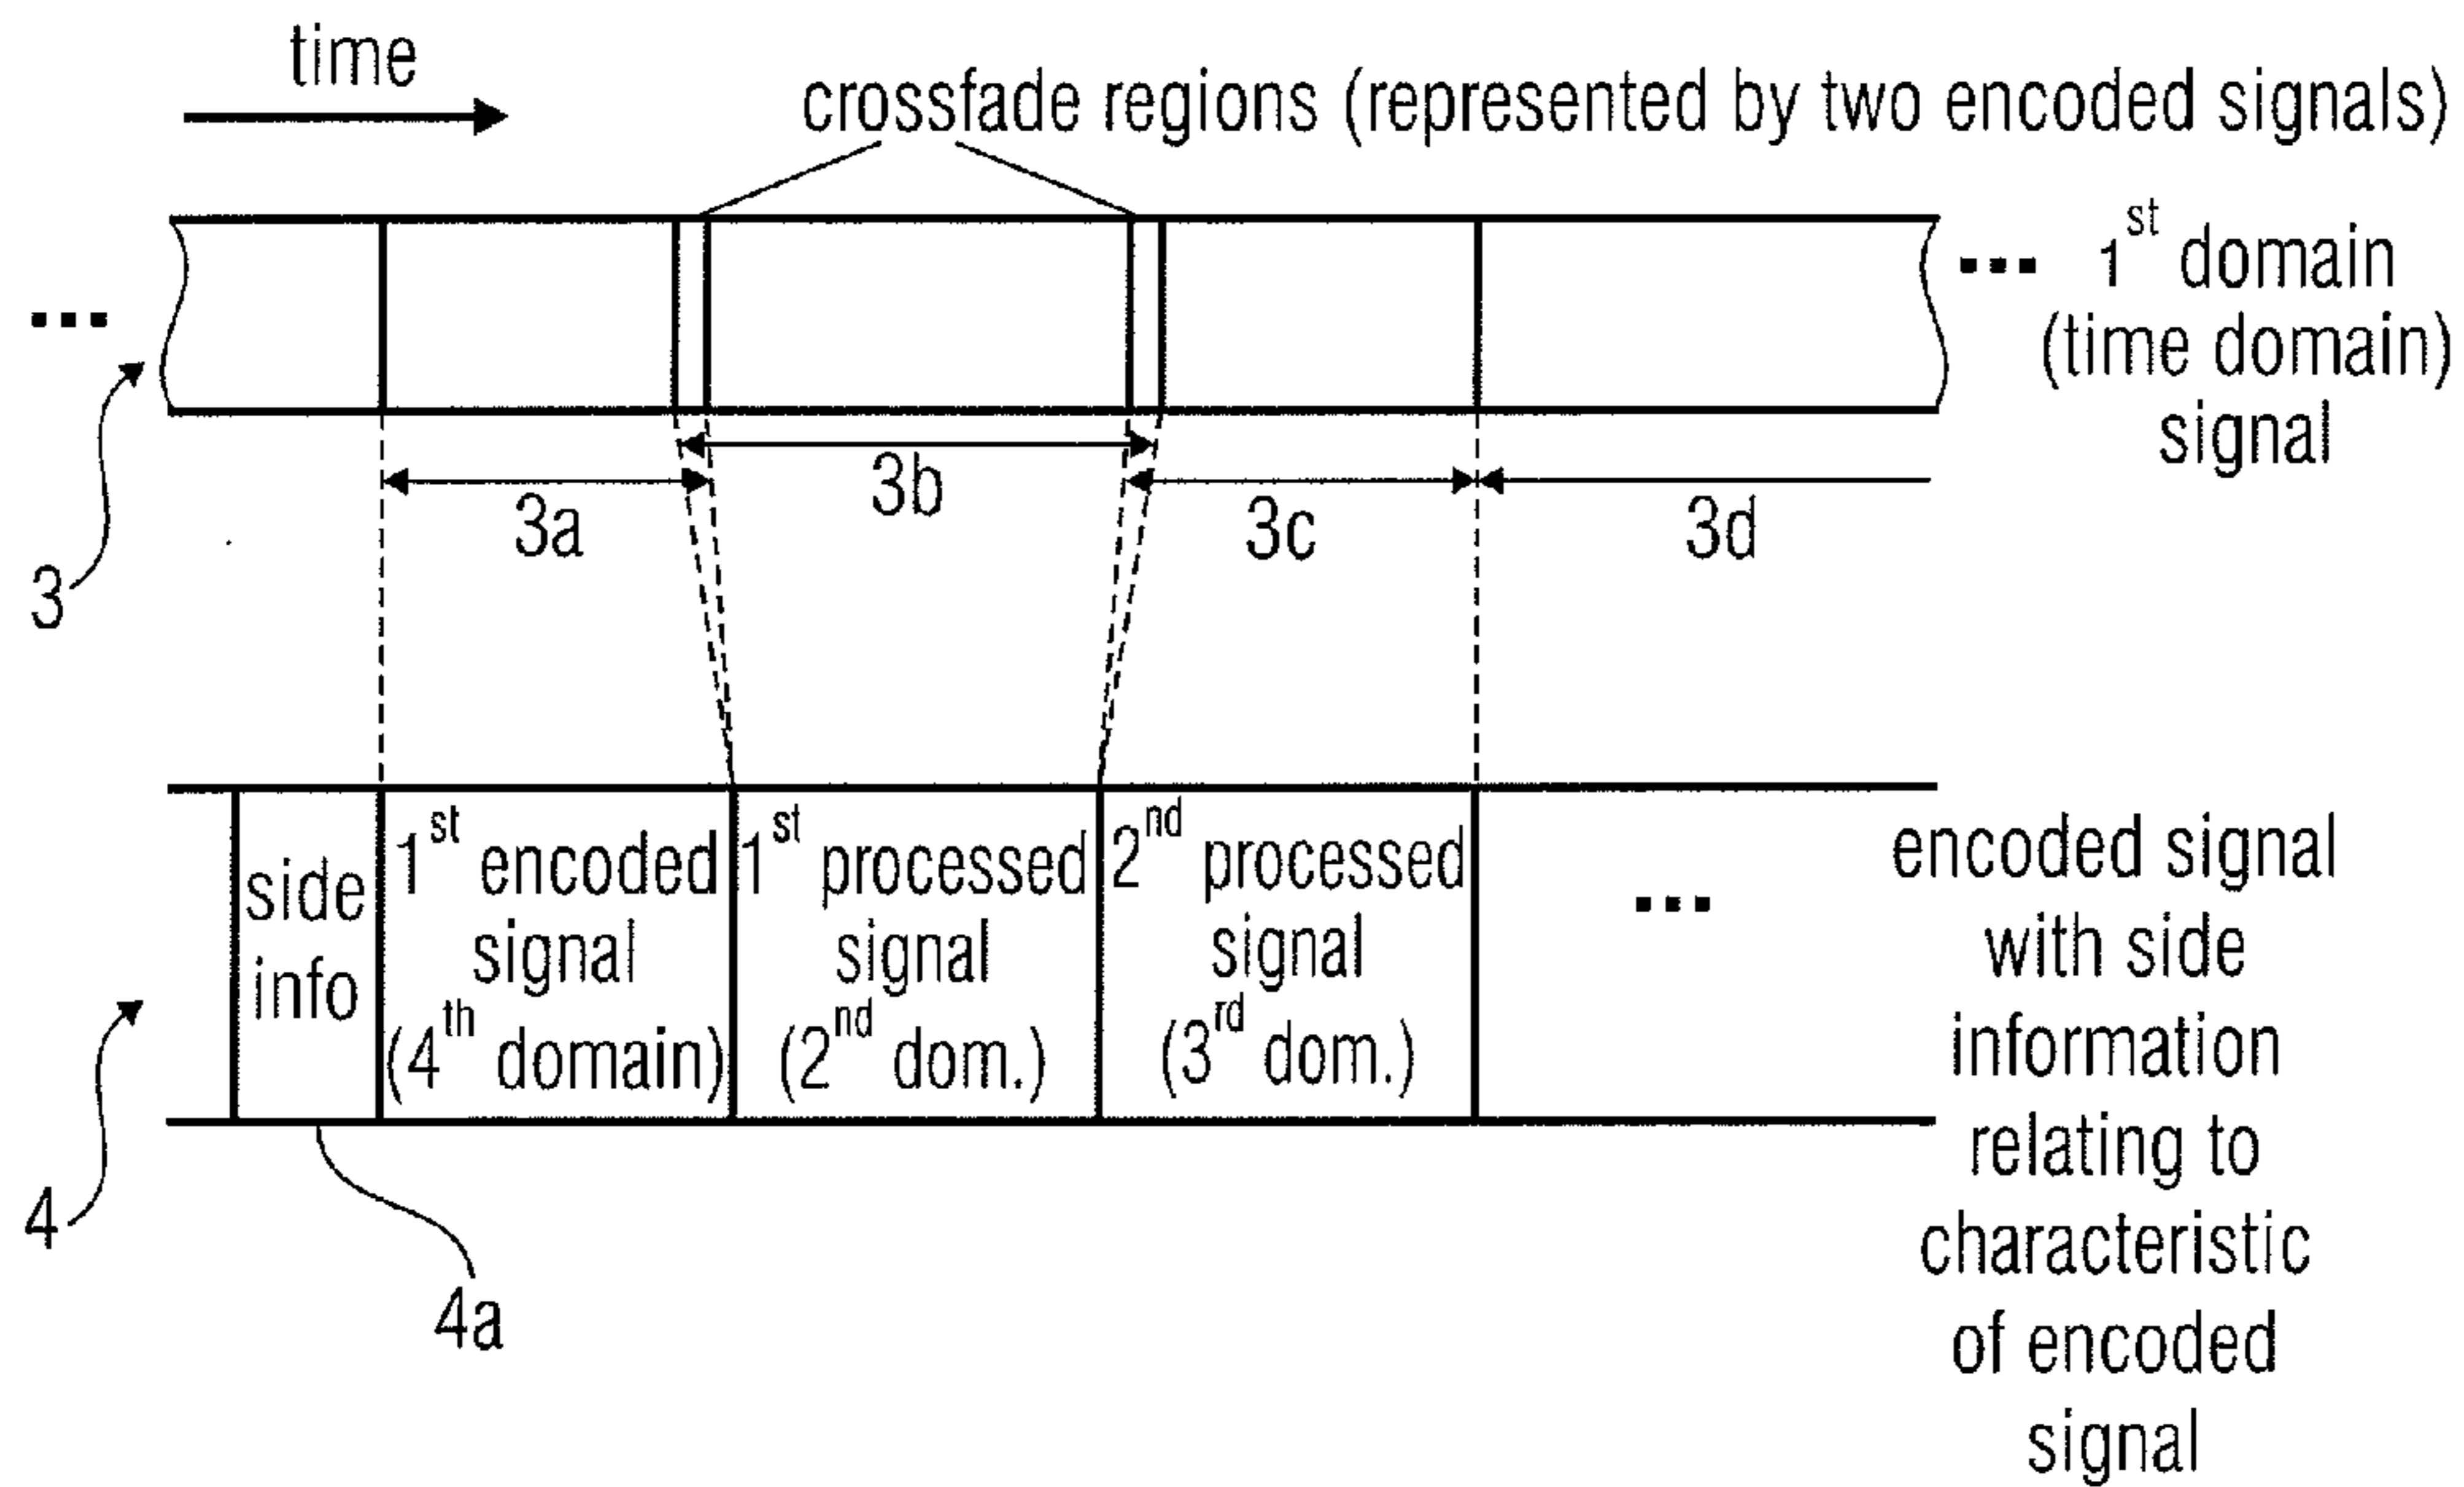 time
crossfade regions (represented by two encoded signals)
... 1st domain
(time domain)
signal
...
3b
3a
3c
3d
3
side
info
1st encoded
signal
(4th domain)
1st processed
signal
(2nd dom.)
2nd processed
signal
(3rd dom.)
...
encoded signal
with side
information
relating to
characteristic
of encoded
signal
4
4a